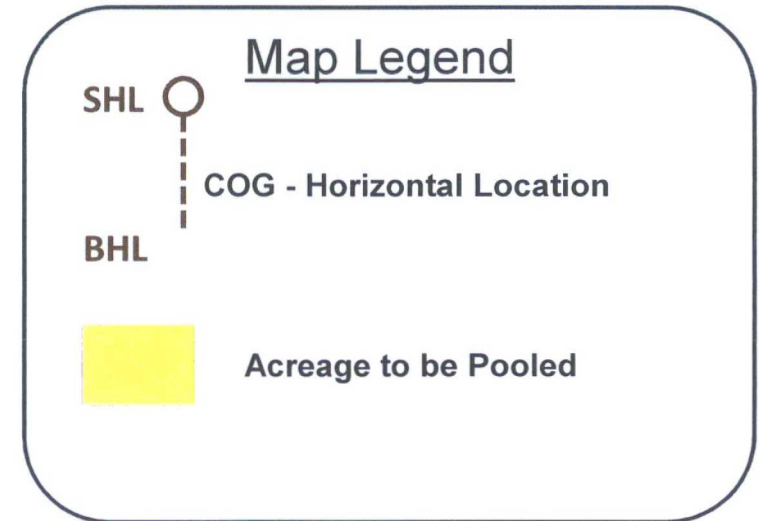 Map Legend
SHL
COG - Horizontal Location
BHL
Acreage to be Pooled